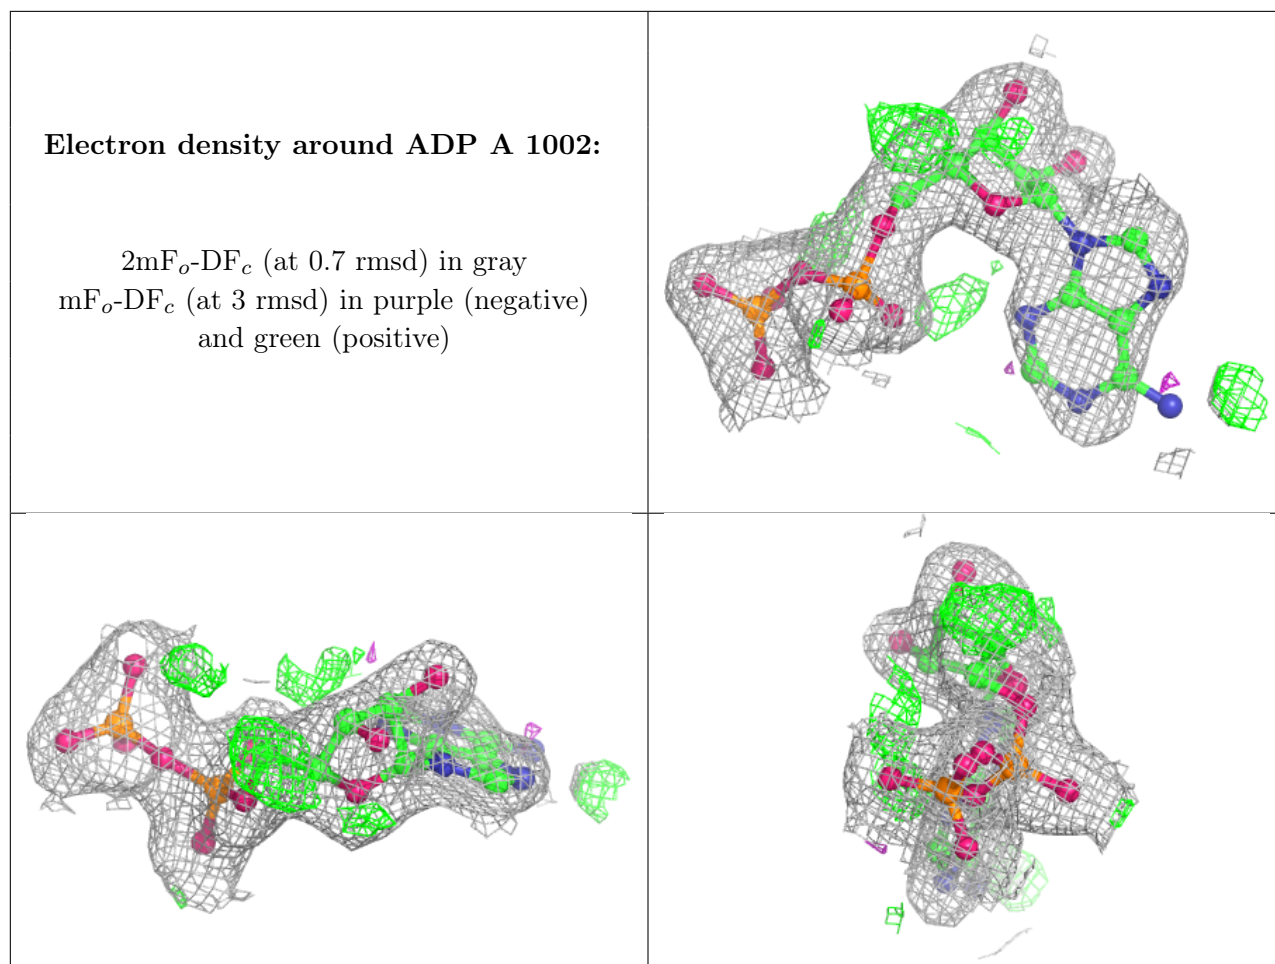 Electron density around ADP A 1002:
2mFo-DFc (at 0.7 rmsd) in gray
mFo-DFc (at 3 rmsd) in purple (negative)
and green (positive)